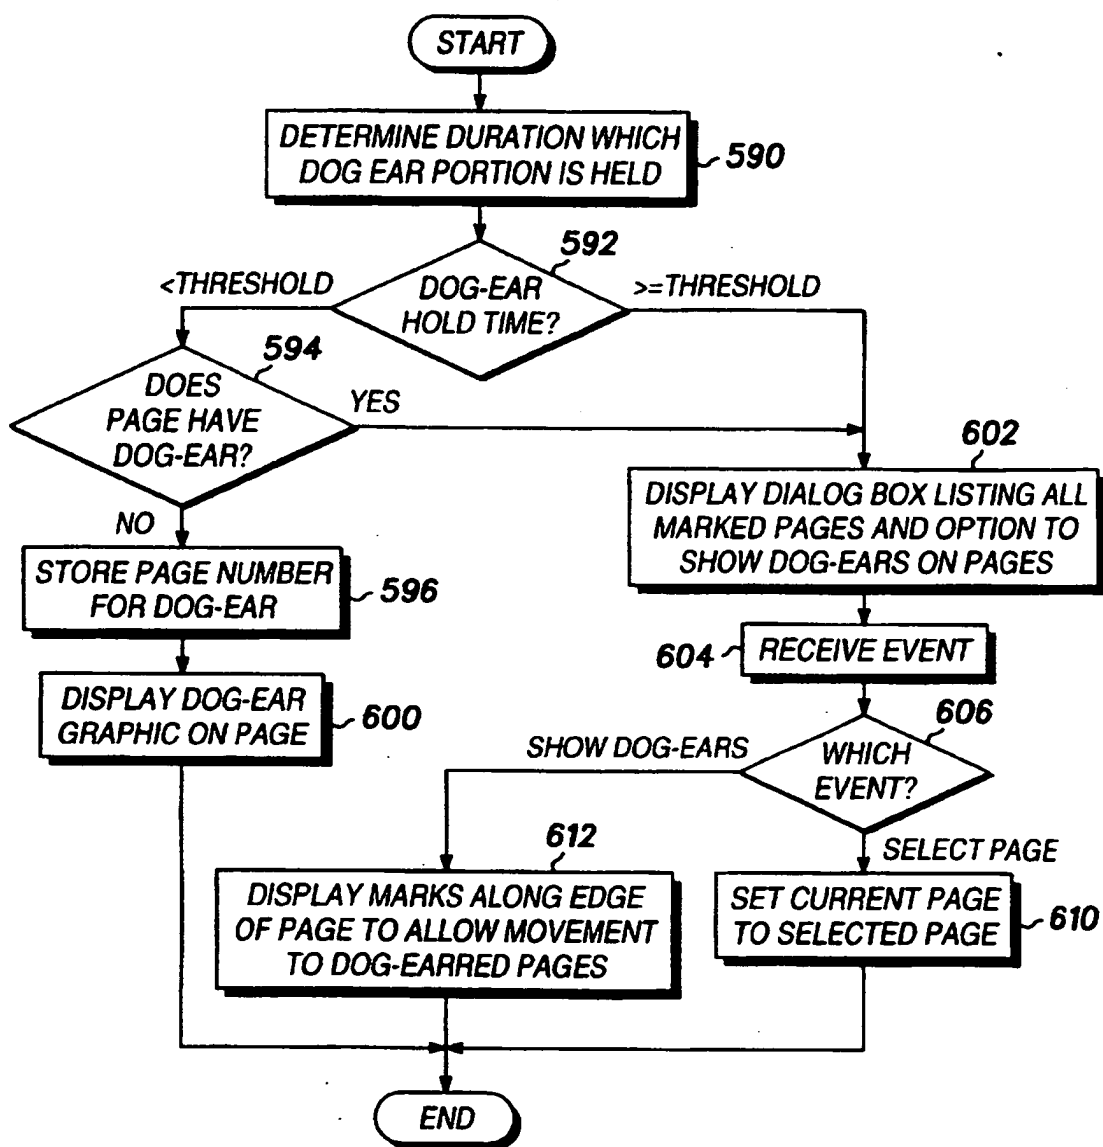 START
DETERMINE DURATION WHICH
DOG EAR PORTION IS HELD
590
592
<THRESHOLD
DOG-EAR
HOLD TIME?
>=THRESHOLD
594
DOES
PAGE HAVE
DOG-EAR?
YES
NO
602
DISPLAY DIALOG BOX LISTING ALL
MARKED PAGES AND OPTION TO
SHOW DOG-EARS ON PAGES
STORE PAGE NUMBER
FOR DOG-EAR
596
604
RECEIVE EVENT
DISPLAY DOG-EAR
GRAPHIC ON PAGE
600
606
SHOW DOG-EARS
WHICH
EVENT?
SELECT PAGE
612
DISPLAY MARKS ALONG EDGE
OF PAGE TO ALLOW MOVEMENT
TO DOG-EARRED PAGES
SET CURRENT PAGE
TO SELECTED PAGE
610
END